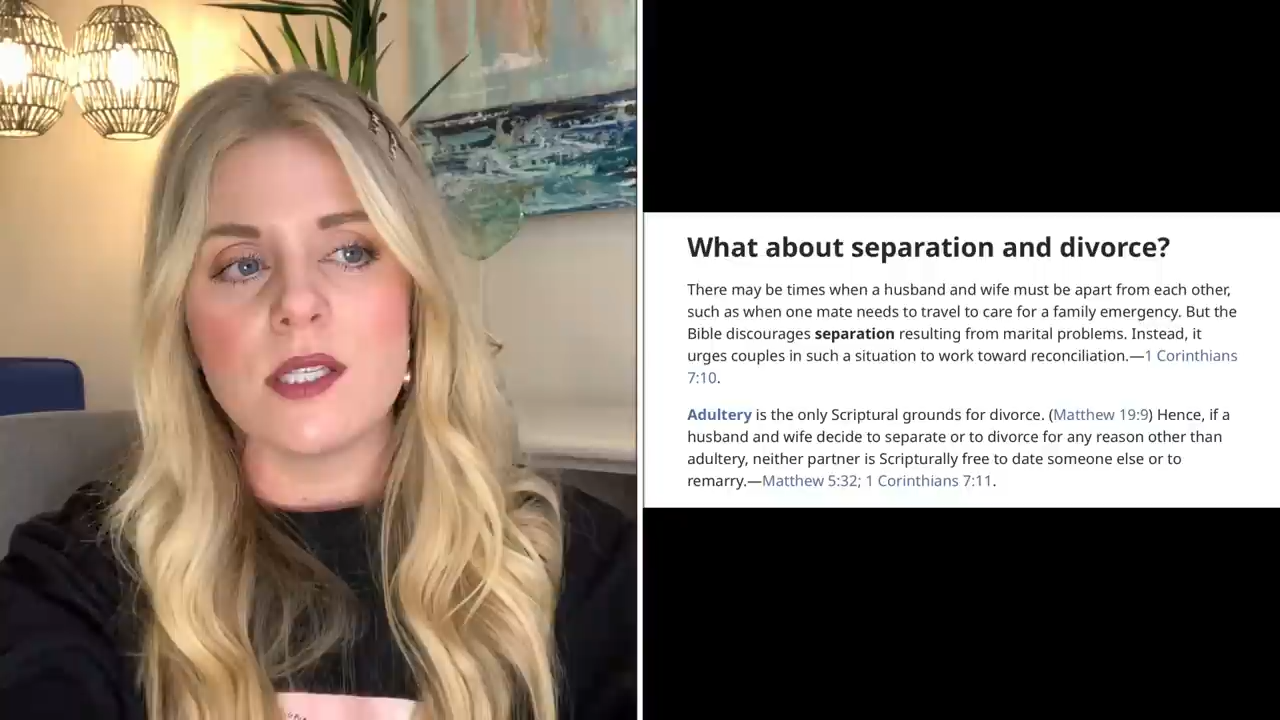 What about separation and divorce?
There may be times when a husband and wife must be apart from each other,
such as when one mate needs to travel to care for a family emergency. But the
Bible discourages separation resulting from marital problems. Instead, it
urges couples in such a situation to work toward reconciliation.—1 Corinthians
7:10.
Adultery is the only Scriptural grounds for divorce. (Matthew 19:9) Hence, if a
husband and wife decide to separate or to divorce for any reason other than
adultery, neither partner is Scripturally free to date someone else or to
remarry.—Matthew 5:32; 1 Corinthians 7:11.